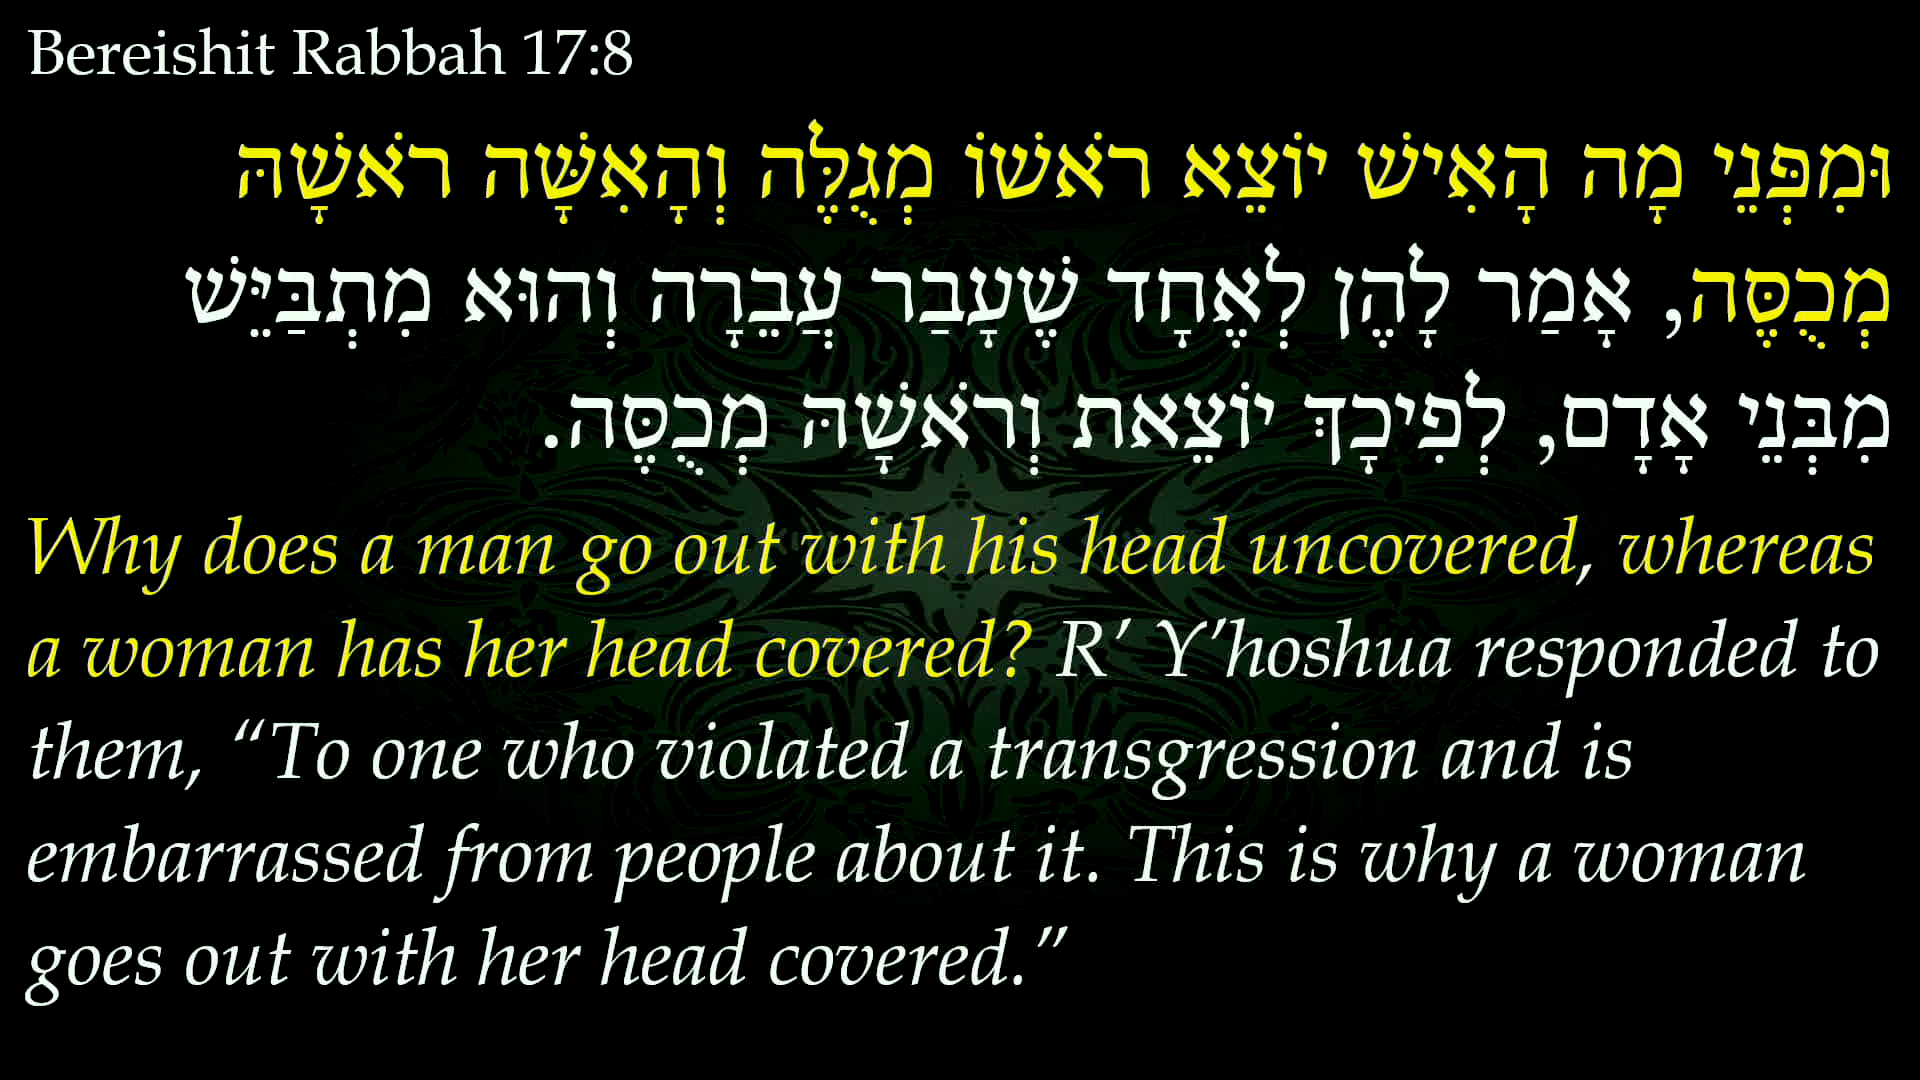 Bereishit Rabbah 17:8
וּמִפְּנֵי מָה הָאִישׁ יוֹצֵא רֹאשׁוֹ מְגֻלֶּה וְהָאִשָּׁה רֹאשָׁהּ
מְכֻסֶּה, אָמַר לָהֶן לְאֶחָד שֶׁעָבַר עֲבֵרָה וְהוּא מִתְבַּיֵּשׁ
מִבְּנֵי אָדָם, לְפִיכָךְ יוֹצֵאת וְרֹאשָׁהּ מְכֻסֶּה.
Why does a man go out with his head uncovered, whereas
a woman has her head covered? R’ Y’hoshua responded to
them, “To one who violated a transgression and is
embarrassed from people about it. This is why a woman
goes out with her head covered.”